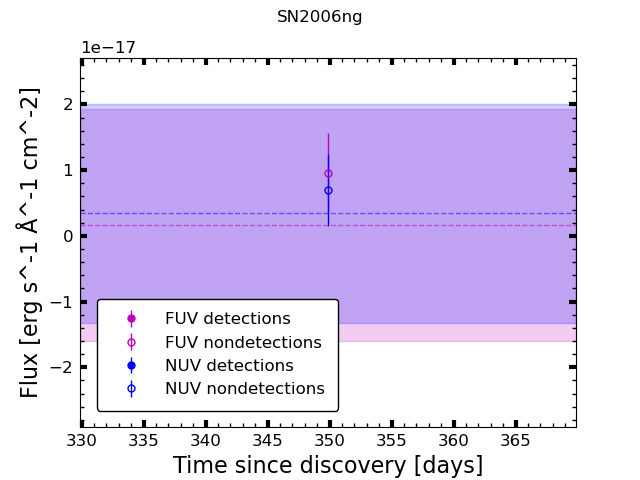 SN2006ng
1e−17
2
1
0
−1
−2
Flux [erg s^-1 Å^-1 cm^-2]
FUV detections
FUV nondetections
NUV detections
NUV nondetections
330 335 340 345 350 355 360 365
Time since discovery [days]